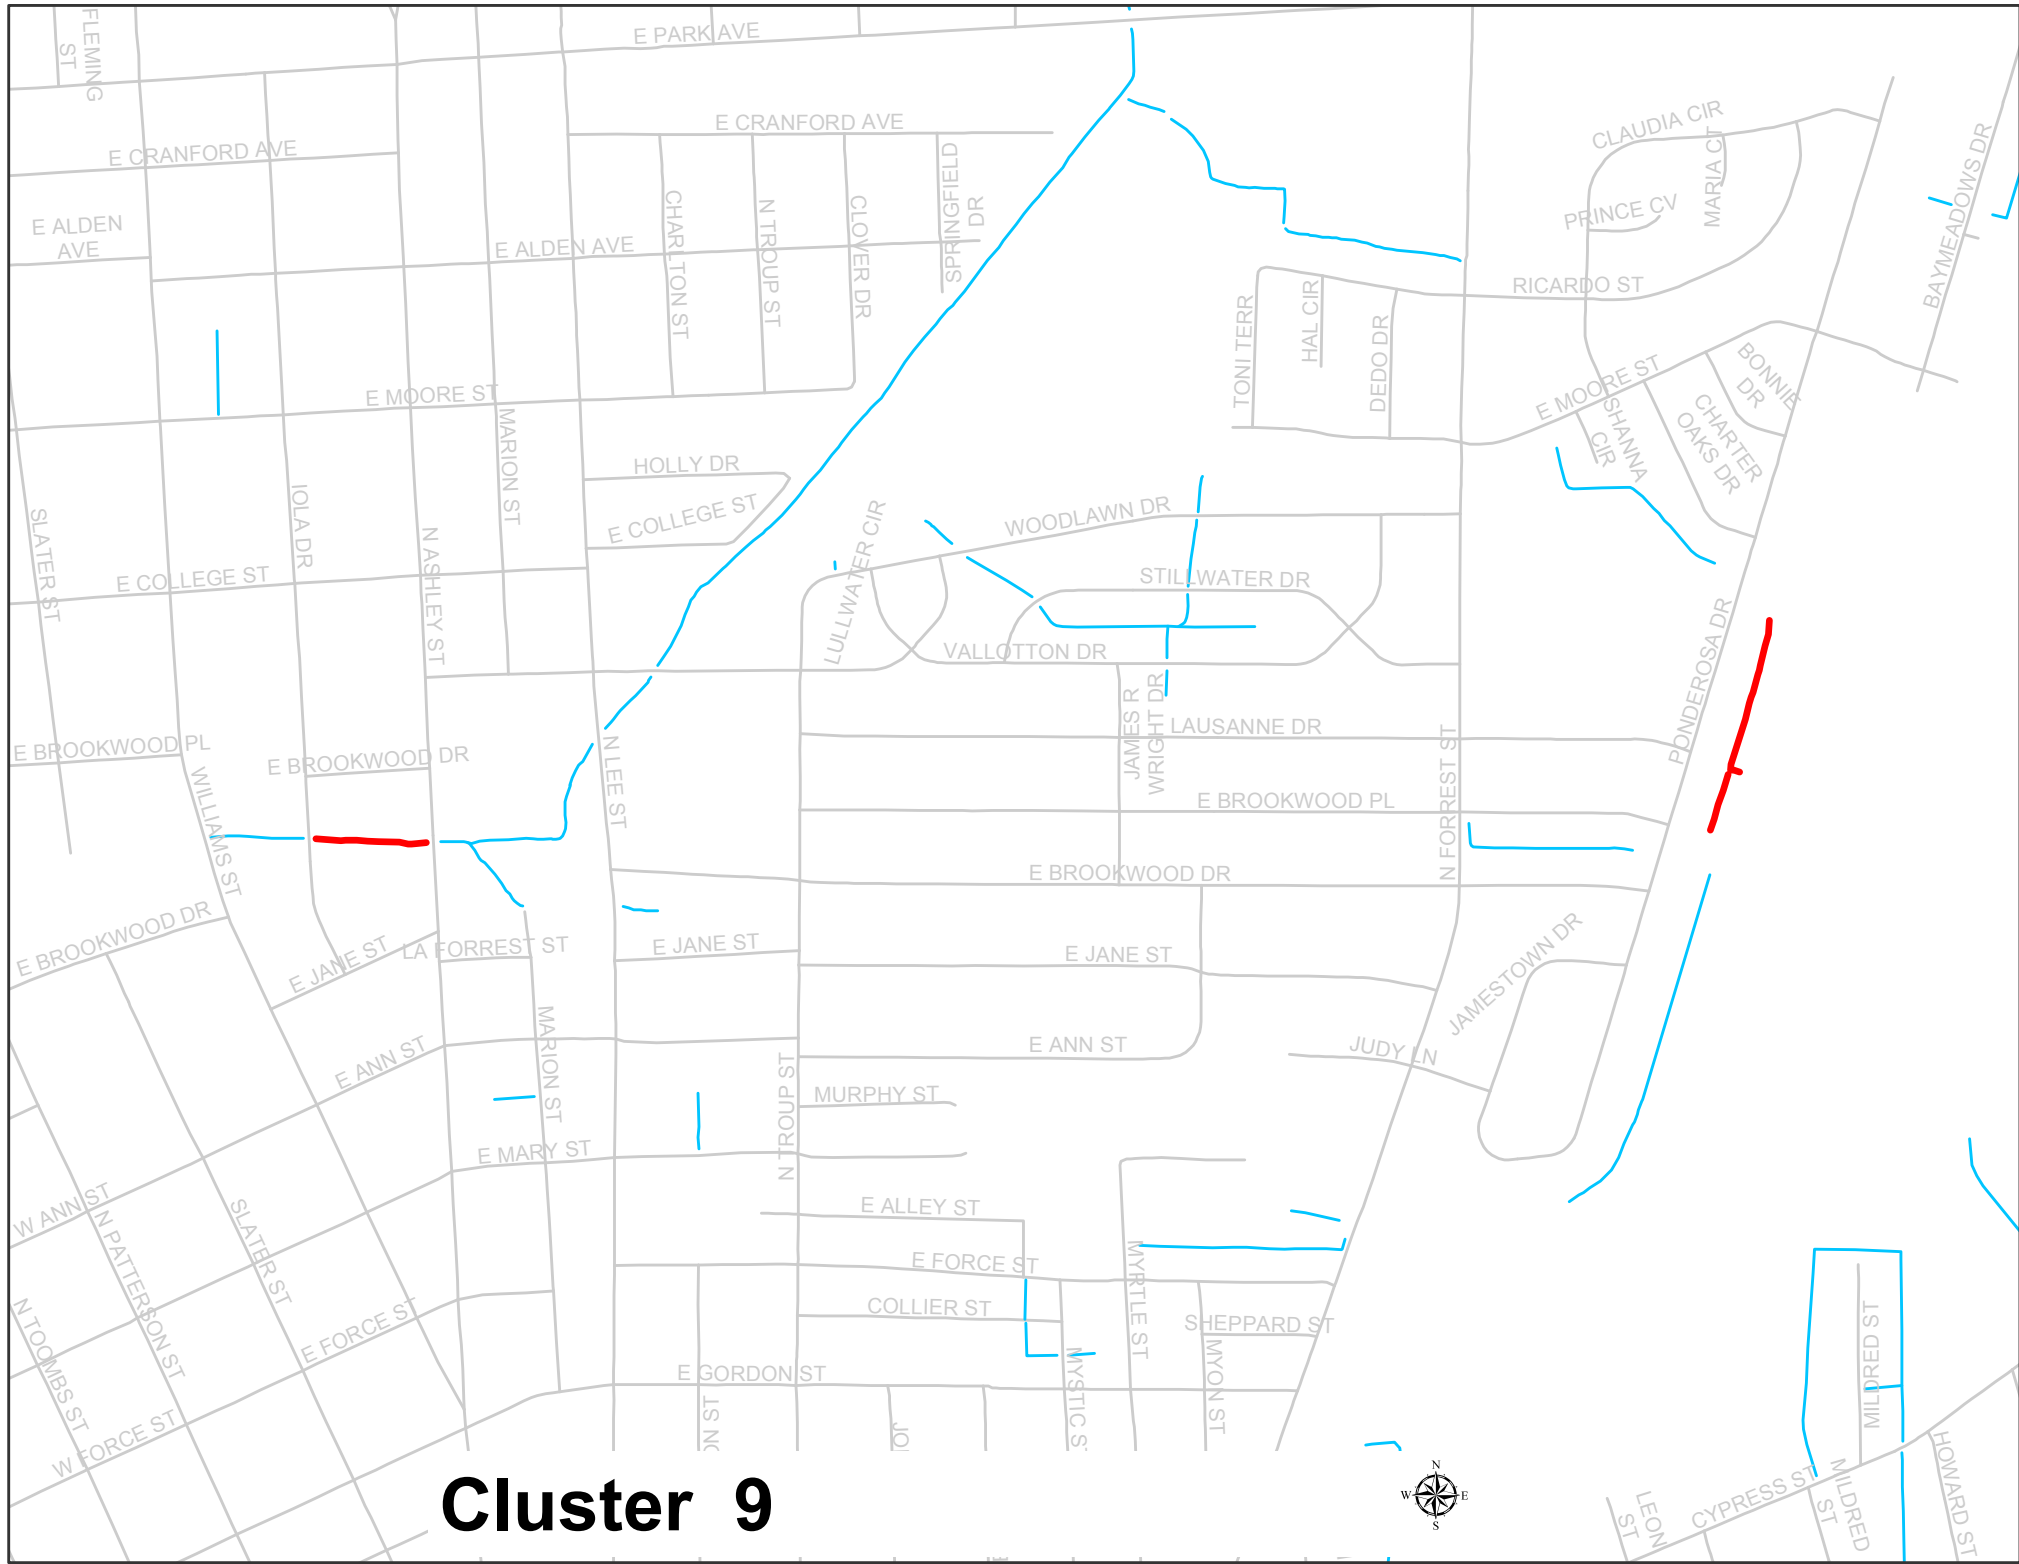 FLEMING
ST
E PARK AVE
E CRANFORD AVE
E CRANFORD AVE
CLAUDIA CIR
MARIA CT
BAYMEADOWS DR
E ALDEN
AVE
E ALDEN AVE
CHARLTON ST
N TROUP ST
CLOVER DR
SPRINGFIELD
DR
PRINCE CV
RICARDO ST
TONI TERR
HAL CIR
DEDO DR
E MOORE ST
E MOORE ST
BONNIE
DR
SHANNA
CIR
CHARTER
OAKS DR
MARION ST
HOLLY DR
E COLLEGE ST
SLATER ST
IOLA DR
N ASHLEY ST
E COLLEGE ST
LULLWATER CIR
WOODLAWN DR
STILLWATER DR
VALLOTTON DR
PONDEROSA DR
JAMES R
WRIGHT DR
LAUSANNE DR
E BROOKWOOD PL
E BROOKWOOD DR
N LEE ST
WILLIAMS ST
E BROOKWOOD PL
N FORREST ST
E BROOKWOOD DR
E BROOKWOOD DR
E JANE ST
LA FORREST ST
E JANE ST
E JANE ST
JAMESTOWN DR
E ANN ST
MARION ST
E ANN ST
JUDY LN
N TROUP ST
MURPHY ST
E MARY ST
W ANN ST
N PATTERSON ST
SLATER ST
E ALLEY ST
E FORCE ST
MYRTLE ST
COLLIER ST
SHEPPARD ST
N TOOMBS ST
E FORCE ST
E GORDON ST
MYSTIC S
MYON ST
MILDRED ST
W FORCE ST
ON ST
JOI
HOWARD ST
CYPRESS ST
MILDRED
ST
LEON
ST
Cluster 9
N
W E
S